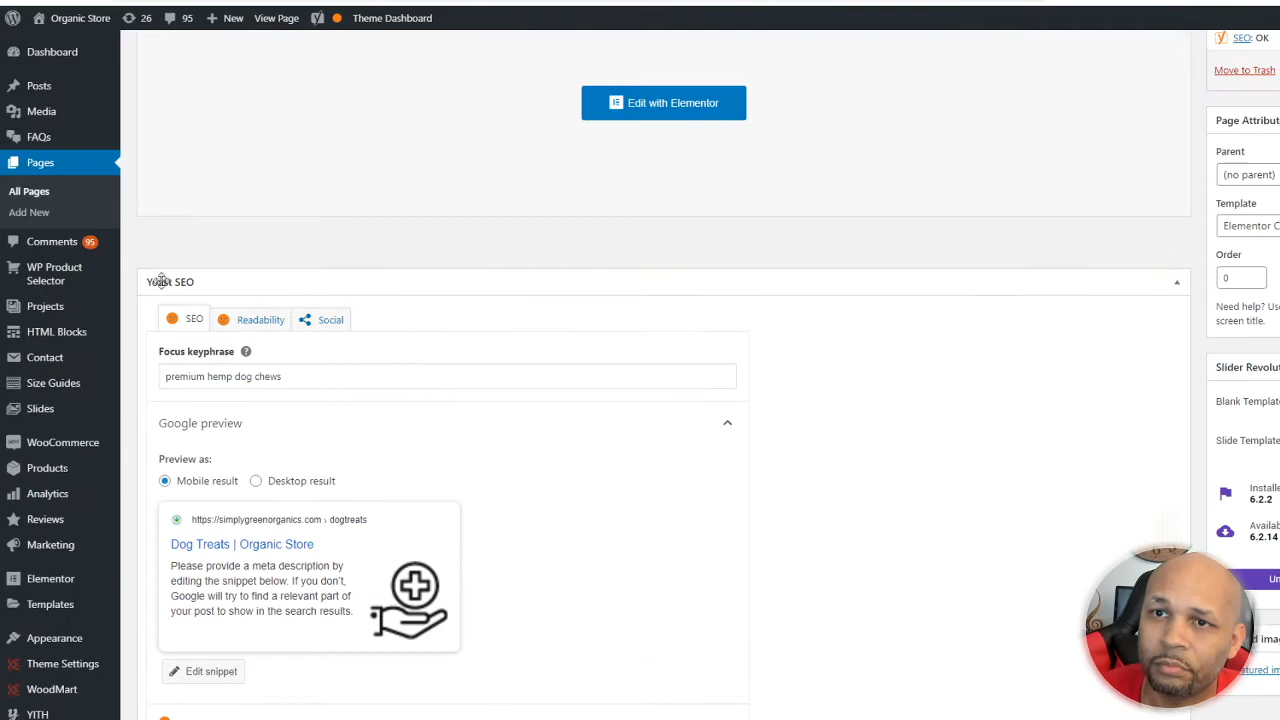 Organic Store 26 95 + New View Page Theme Dashboard
Dashboard
Posts
Media
FAQs
Pages
All Pages
Add New
Comments 95
WP Product
Selector
Projects
HTML Blocks
Contact
Size Guides
Slides
WooCommerce
Products
Analytics
Reviews
Marketing
Elementor
Templates
Appearance
Theme Settings
WoodMart
YITH
Edit with Elementor
Yoast SEO
SEO Readability Social
Focus keyphrase ?
premium hemp dog chews
Google preview
Preview as:
Mobile result Desktop result
https://simplygreenorganics.com › dogtreats
Dog Treats | Organic Store
Please provide a meta description by
editing the snippet below. If you don't,
Google will try to find a relevant part of
your post to show in the search results.
Edit snippet
SEO: OK
Move to Trash
Page Attribut
Parent
(no parent)
Template
Elementor C
Order
0
Need help? Use
screen title.
Slider Revolu
Blank Templat
Slide Template
Installe
6.2.2
Availab
6.2.14
Un
d imag
atured im